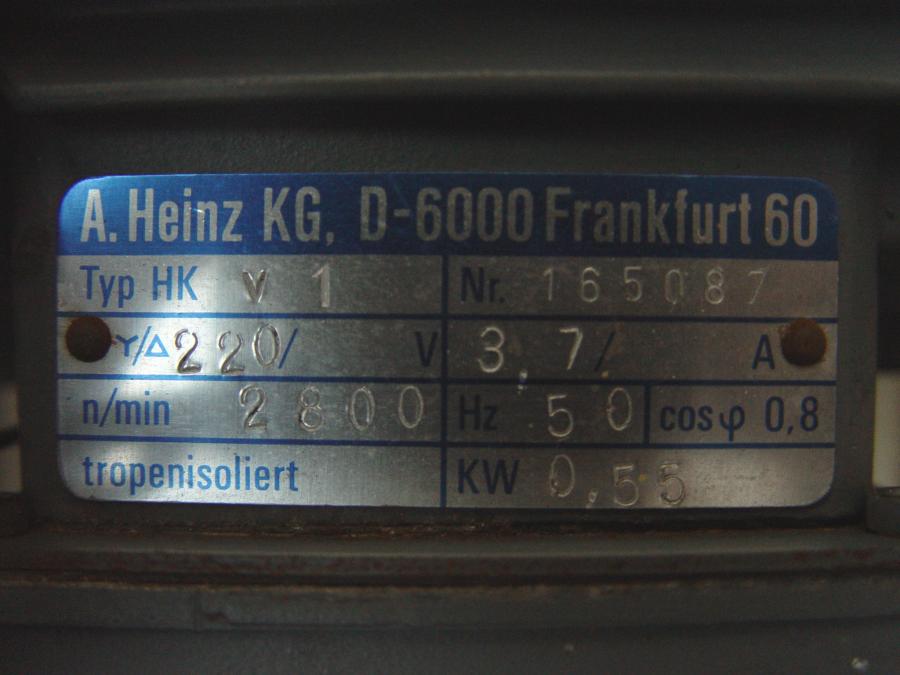 A. Heinz KG, D-6000 Frankfurt 60
Typ HK V 1 Nr. 165087
Y/Δ 220/ V 3,7/ A
n/min 2800 Hz 50 cosφ 0,8
tropenisoliert KW 0,55